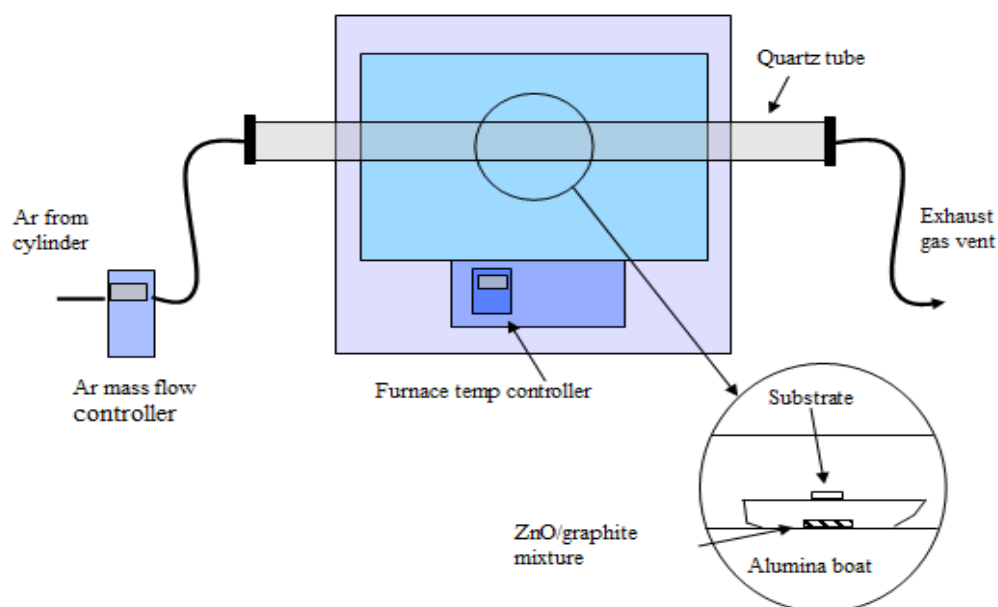 Quartz tube
Ar from
cylinder
Exhaust
gas vent
Ar mass flow
controller
Furnace temp controller
Substrate
ZnO/graphite
mixture
Alumina boat